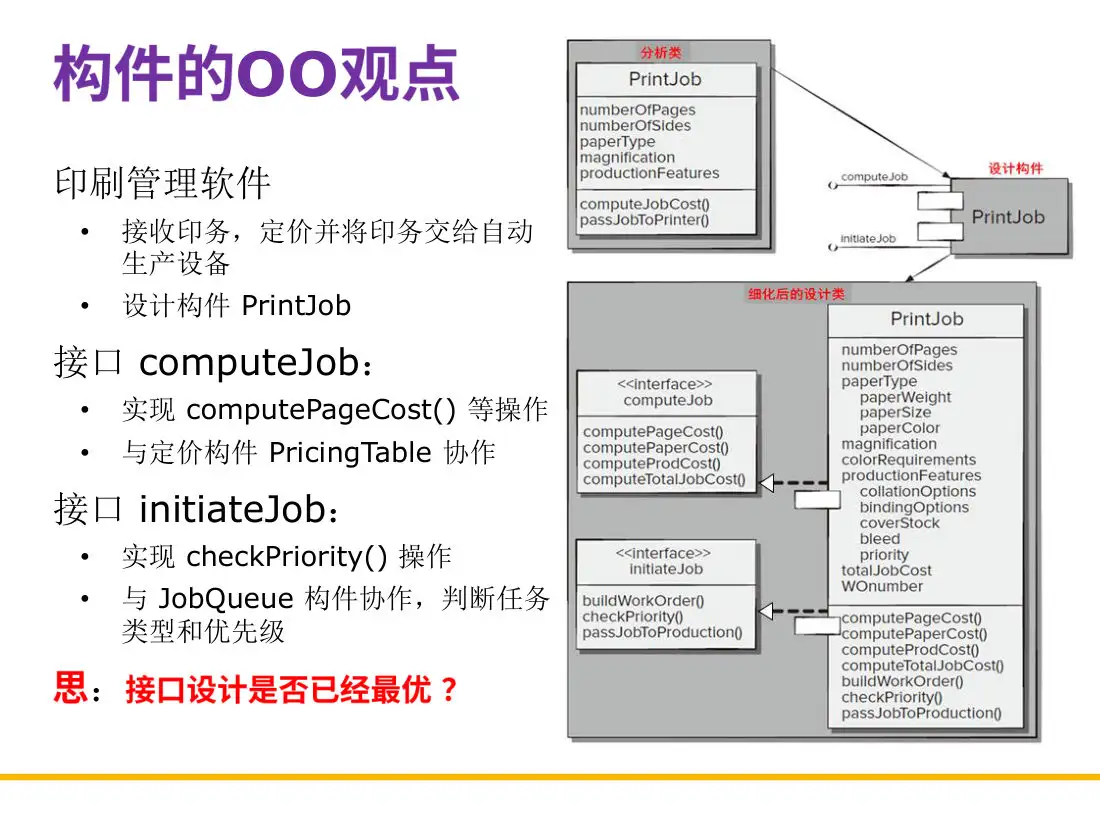 构件的OO观点
印刷管理软件
• 接收印务，定价并将印务交给自动
生产设备
• 设计构件 PrintJob
接口 computeJob：
• 实现 computePageCost() 等操作
• 与定价构件 PricingTable 协作
接口 initiateJob：
• 实现 checkPriority() 操作
• 与 JobQueue 构件协作，判断任务
类型和优先级
思：接口设计是否已经最优？
分析类
PrintJob
numberOfPages
numberOfSides
paperType
magnification
productionFeatures
computeJobCost()
passJobToPrinter()
设计构件
computeJob
initiateJob
PrintJob
细化后的设计类
<<interface>>
computeJob
computePageCost()
computePaperCost()
computeProdCost()
computeTotalJobCost()
<<interface>>
initiateJob
buildWorkOrder()
checkPriority()
passJobToProduction()
PrintJob
numberOfPages
numberOfSides
paperType
paperWeight
paperSize
paperColor
magnification
colorRequirements
productionFeatures
collationOptions
bindingOptions
coverStock
bleed
priority
totalJobCost
WOnumber
computePageCost()
computePaperCost()
computeProdCost()
computeTotalJobCost()
buildWorkOrder()
checkPriority()
passJobToProduction()